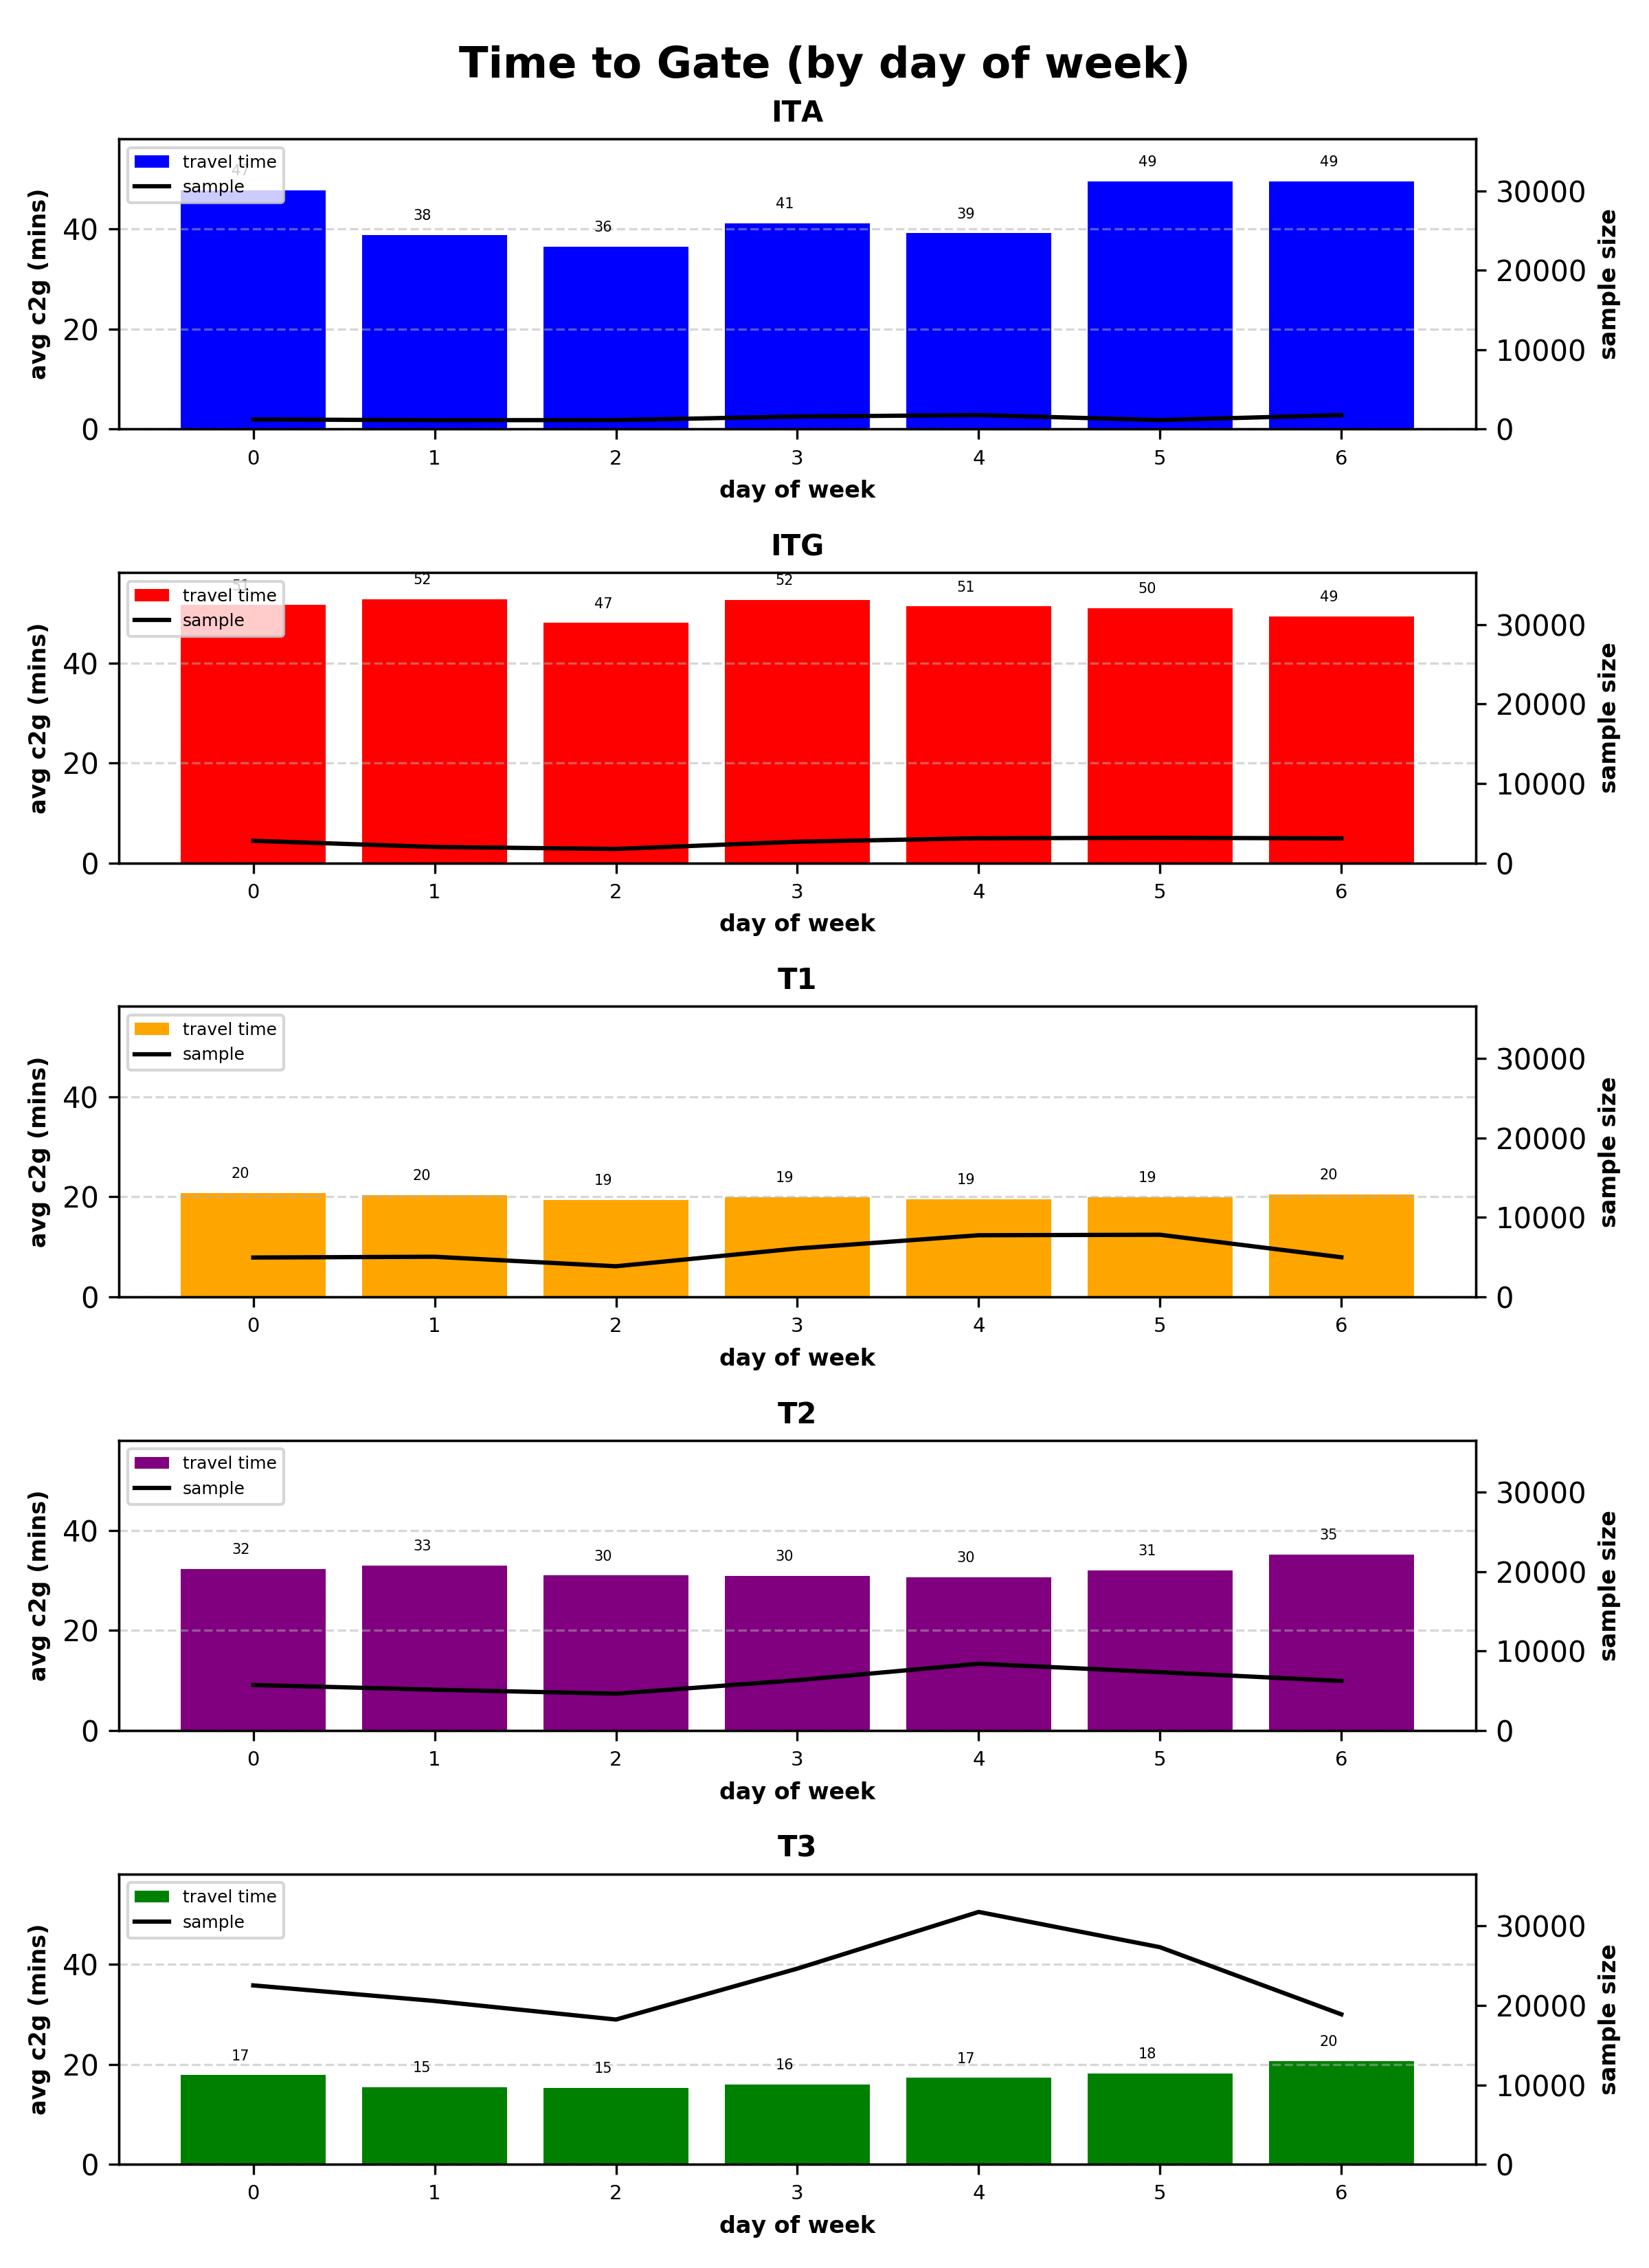 Time to Gate (by day of week)
ITA
travel time
sample
47
38
36
41
39
49
49
avg c2g (mins)
40
20
0
30000
20000
10000
0
sample size
0 1 2 3 4 5 6
day of week
ITG
travel time
sample
51
52
47
52
51
50
49
avg c2g (mins)
40
20
0
30000
20000
10000
0
sample size
0 1 2 3 4 5 6
day of week
T1
travel time
sample
20
20
19
19
19
19
20
avg c2g (mins)
40
20
0
30000
20000
10000
0
sample size
0 1 2 3 4 5 6
day of week
T2
travel time
sample
32
33
30
30
30
31
35
avg c2g (mins)
40
20
0
30000
20000
10000
0
sample size
0 1 2 3 4 5 6
day of week
T3
travel time
sample
17
15
15
16
17
18
20
avg c2g (mins)
40
20
0
30000
20000
10000
0
sample size
0 1 2 3 4 5 6
day of week